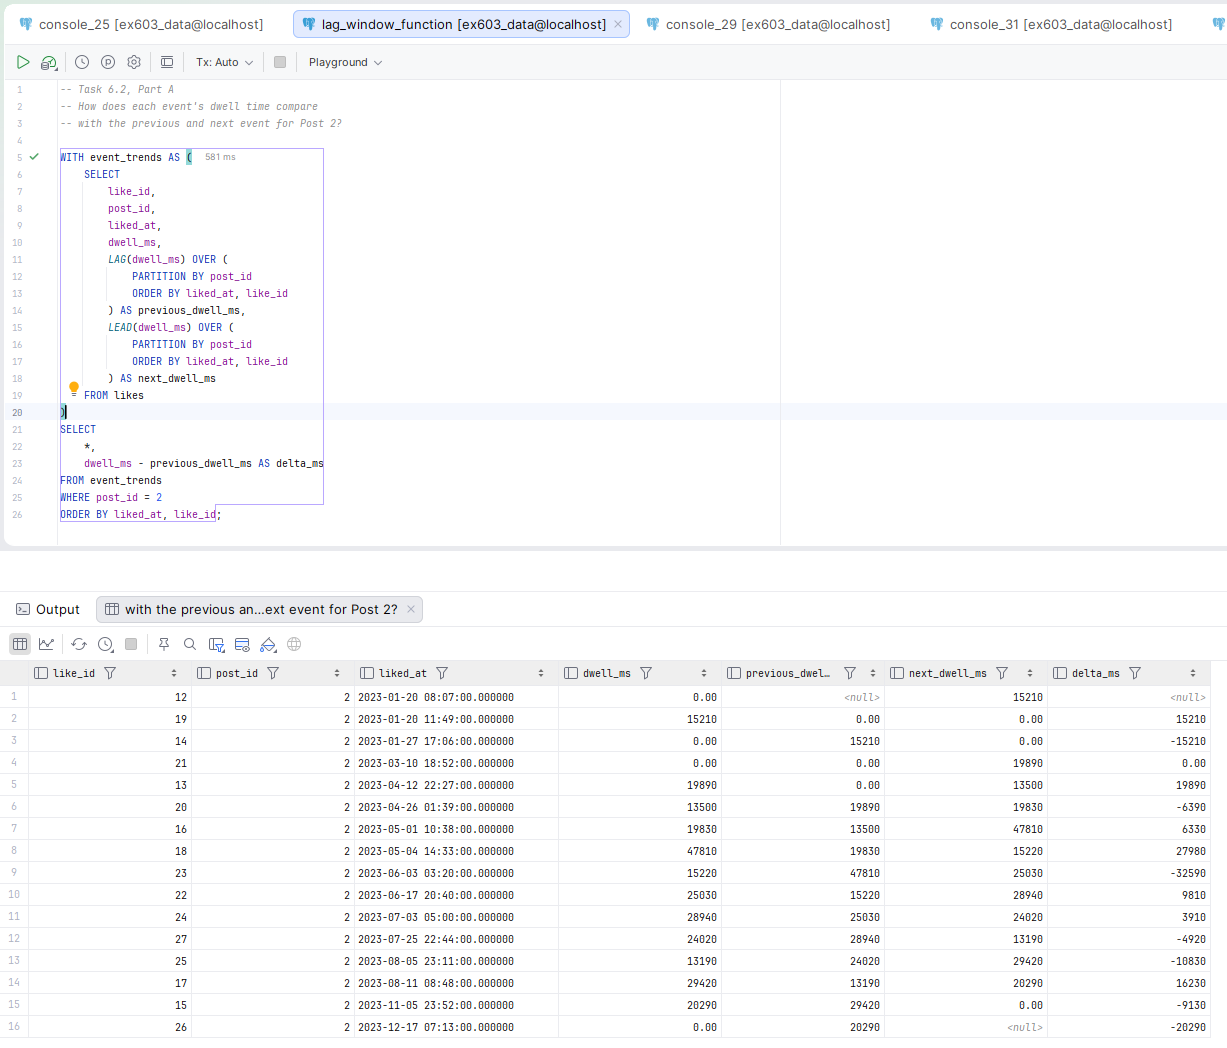 console_25 [ex603_data@localhost] lag_window_function [ex603_data@localhost] console_29 [ex603_data@localhost] console_31 [ex603_data@localhost]
Tx: Auto Playground
1 -- Task 6.2, Part A
2 -- How does each event's dwell time compare
3 -- with the previous and next event for Post 2?
4
5 WITH event_trends AS ( 581 ms
6 SELECT
7 like_id,
8 post_id,
9 liked_at,
10 dwell_ms,
11 LAG(dwell_ms) OVER (
12 PARTITION BY post_id
13 ORDER BY liked_at, like_id
14 ) AS previous_dwell_ms,
15 LEAD(dwell_ms) OVER (
16 PARTITION BY post_id
17 ORDER BY liked_at, like_id
18 ) AS next_dwell_ms
19 FROM likes
20 )
21 SELECT
22 *,
23 dwell_ms - previous_dwell_ms AS delta_ms
24 FROM event_trends
25 WHERE post_id = 2
26 ORDER BY liked_at, like_id;
Output with the previous an...ext event for Post 2?
like_id post_id liked_at dwell_ms previous_dwel… next_dwell_ms delta_ms
1 12 2 2023-01-20 08:07:00.000000 0.00 <null> 15210 <null>
2 19 2 2023-01-20 11:49:00.000000 15210 0.00 0.00 15210
3 14 2 2023-01-27 17:06:00.000000 0.00 15210 0.00 -15210
4 21 2 2023-03-10 18:52:00.000000 0.00 0.00 19890 0.00
5 13 2 2023-04-12 22:27:00.000000 19890 0.00 13500 19890
6 20 2 2023-04-26 01:39:00.000000 13500 19890 19830 -6390
7 16 2 2023-05-01 10:38:00.000000 19830 13500 47810 6330
8 18 2 2023-05-04 14:33:00.000000 47810 19830 15220 27980
9 23 2 2023-06-03 03:20:00.000000 15220 47810 25030 -32590
10 22 2 2023-06-17 20:40:00.000000 25030 15220 28940 9810
11 24 2 2023-07-03 05:00:00.000000 28940 25030 24020 3910
12 27 2 2023-07-25 22:44:00.000000 24020 28940 13190 -4920
13 25 2 2023-08-05 23:11:00.000000 13190 24020 29420 -10830
14 17 2 2023-08-11 08:48:00.000000 29420 13190 20290 16230
15 15 2 2023-11-05 23:52:00.000000 20290 29420 0.00 -9130
16 26 2 2023-12-17 07:13:00.000000 0.00 20290 <null> -20290